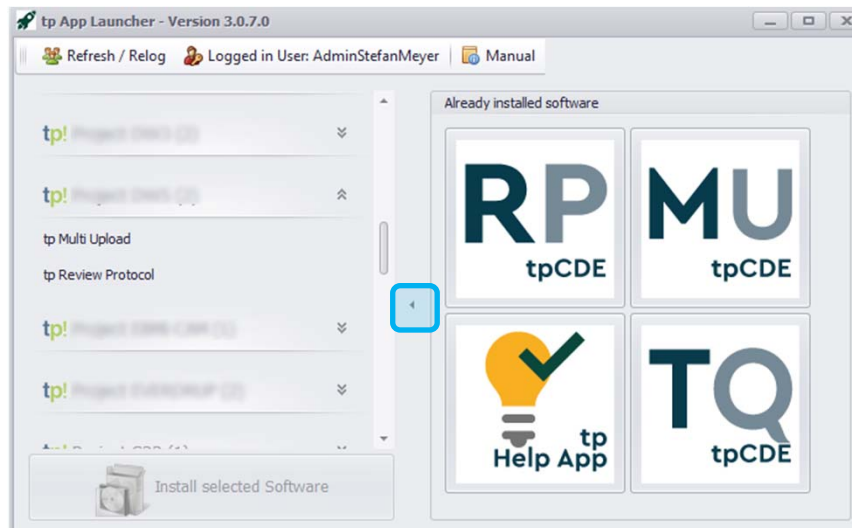 tp App Launcher - Version 3.0.7.0
Refresh / Relog Logged in User: AdminStefanMeyer Manual
Already installed software
tp!
tp!
tp Multi Upload
tp Review Protocol
tp!
tp!
Install selected Software
RP
tpCDE
MU
tpCDE
tp
Help App
TQ
tpCDE